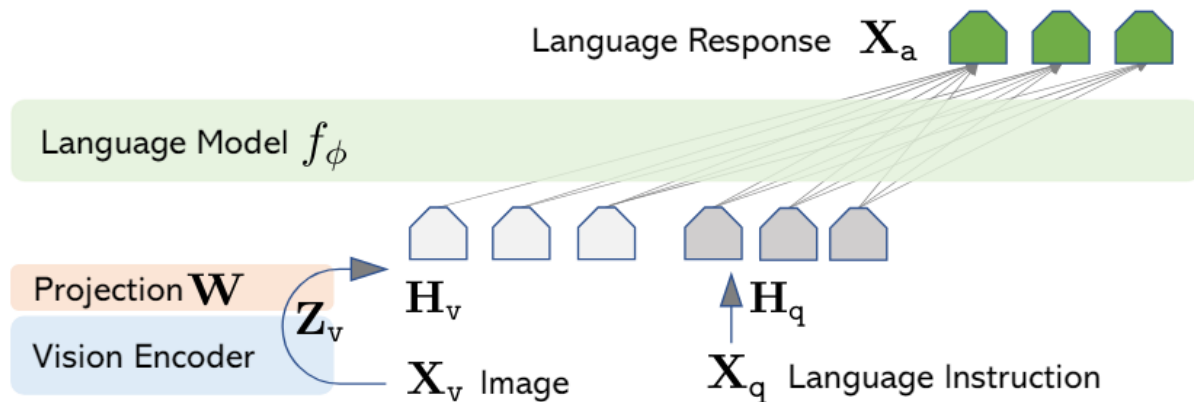 Language Response X_a
Language Model f_ϕ
Projection W
H_v
H_q
Z_v
Vision Encoder
X_v Image
X_q Language Instruction